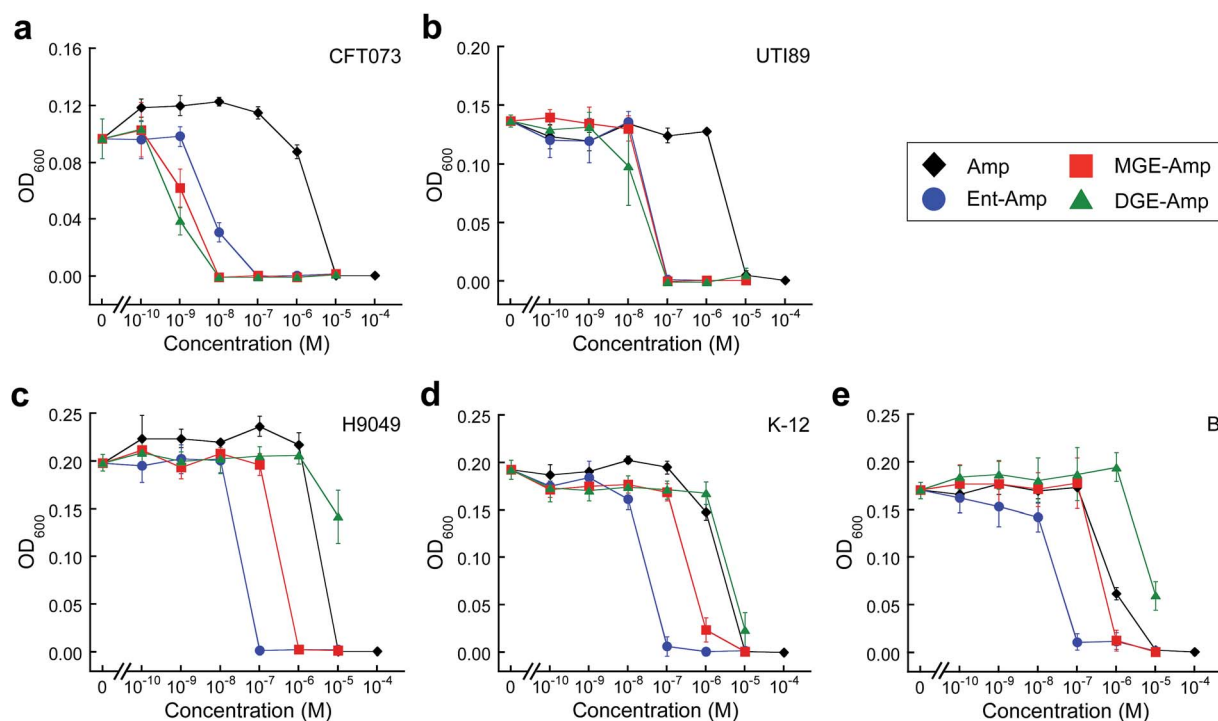 a
CFT073
0.16
0.12
0.08
0.04
0.00
OD600
0 10-10 10-9 10-8 10-7 10-6 10-5 10-4
Concentration (M)
b
UTI89
0.20
0.15
0.10
0.05
0.00
OD600
0 10-10 10-9 10-8 10-7 10-6 10-5 10-4
Concentration (M)
Amp MGE-Amp
Ent-Amp DGE-Amp
c
H9049
0.25
0.20
0.15
0.10
0.05
0.00
OD600
0 10-10 10-9 10-8 10-7 10-6 10-5 10-4
Concentration (M)
d
K-12
0.25
0.20
0.15
0.10
0.05
0.00
OD600
0 10-10 10-9 10-8 10-7 10-6 10-5 10-4
Concentration (M)
e
B
0.25
0.20
0.15
0.10
0.05
0.00
OD600
0 10-10 10-9 10-8 10-7 10-6 10-5 10-4
Concentration (M)